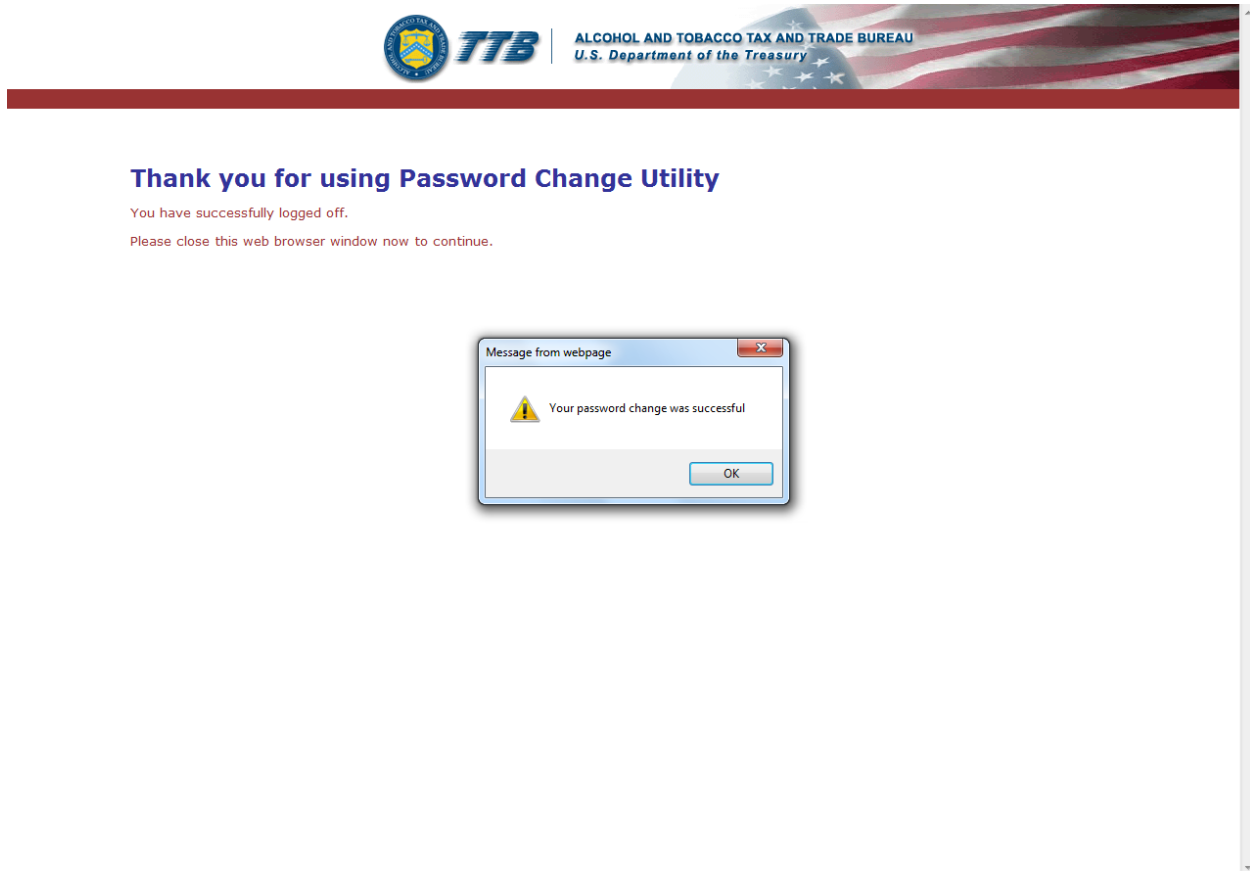 TTB
ALCOHOL AND TOBACCO TAX AND TRADE BUREAU
U.S. Department of the Treasury
Thank you for using Password Change Utility
You have successfully logged off.
Please close this web browser window now to continue.
Message from webpage
Your password change was successful
OK